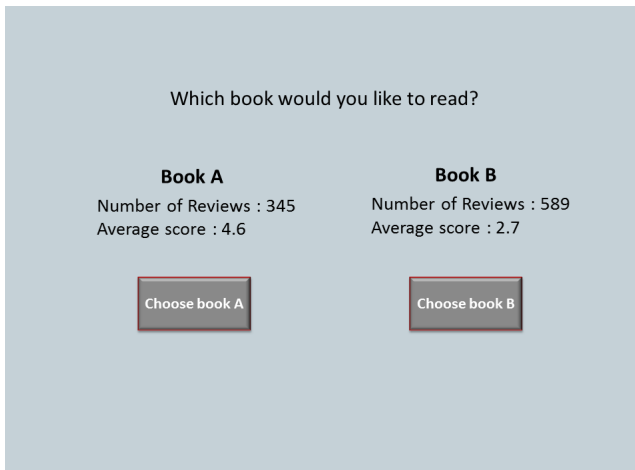 Which book would you like to read?
Book A
Number of Reviews : 345
Average score : 4.6
Choose book A
Book B
Number of Reviews : 589
Average score : 2.7
Choose book B